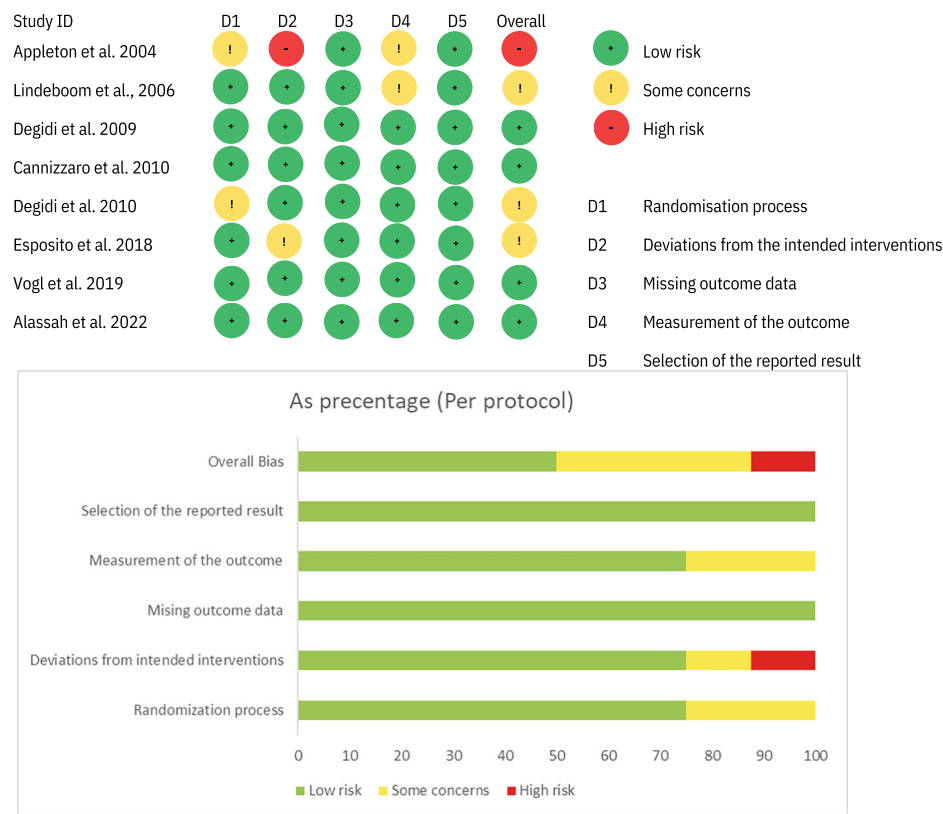 Study ID D1 D2 D3 D4 D5 Overall
Appleton et al. 2004 ! - + ! + -
Lindeboom et al., 2006 + + + ! + !
Degidi et al. 2009 + + + + + +
Cannizzaro et al. 2010 + + + + + +
Degidi et al. 2010 ! + + + + !
Esposito et al. 2018 + ! + + + !
Vogl et al. 2019 + + + + + +
Alassah et al. 2022 + + + + + +
+ Low risk
! Some concerns
- High risk
D1 Randomisation process
D2 Deviations from the intended interventions
D3 Missing outcome data
D4 Measurement of the outcome
D5 Selection of the reported result
As precentage (Per protocol)
Overall Bias
Selection of the reported result
Measurement of the outcome
Mising outcome data
Deviations from intended interventions
Randomization process
0 10 20 30 40 50 60 70 80 90 100
Low risk Some concerns High risk